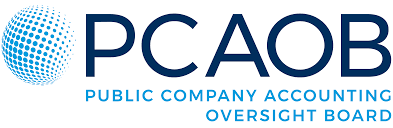 PCAOB
PUBLIC COMPANY ACCOUNTING
OVERSIGHT BOARD